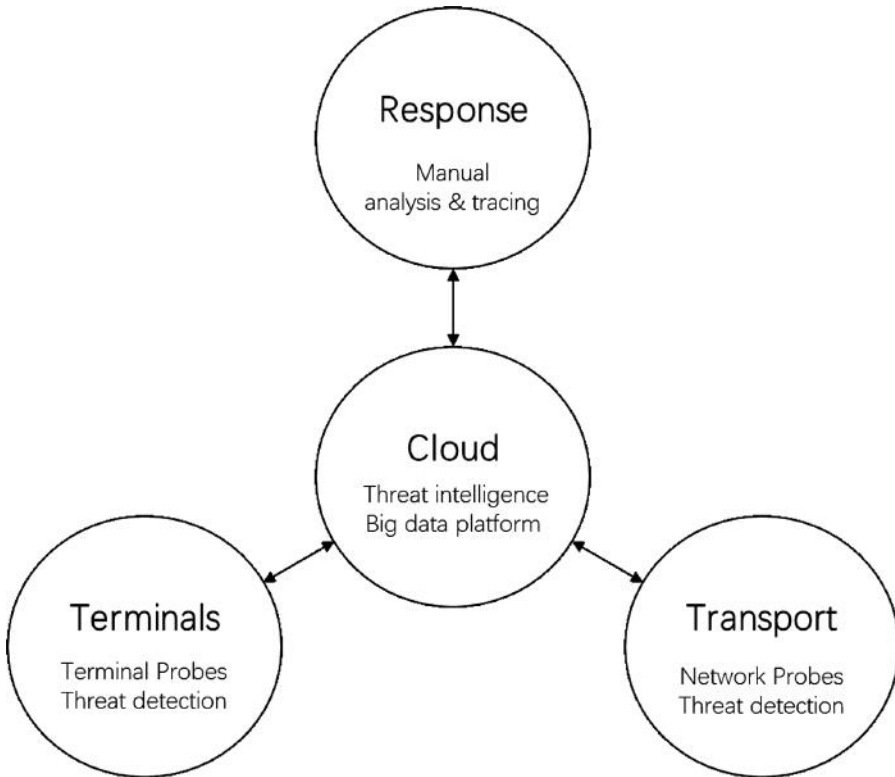 Response
Manual
analysis & tracing
Cloud
Threat intelligence
Big data platform
Terminals
Terminal Probes
Threat detection
Transport
Network Probes
Threat detection